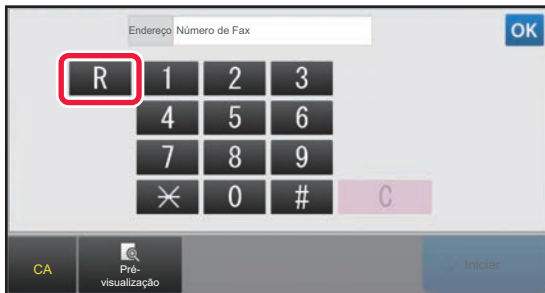 Endereço Número de Fax OK
R 1 2 3
4 5 6
7 8 9
* 0 # C
CA Pré- Iniciar
visualização